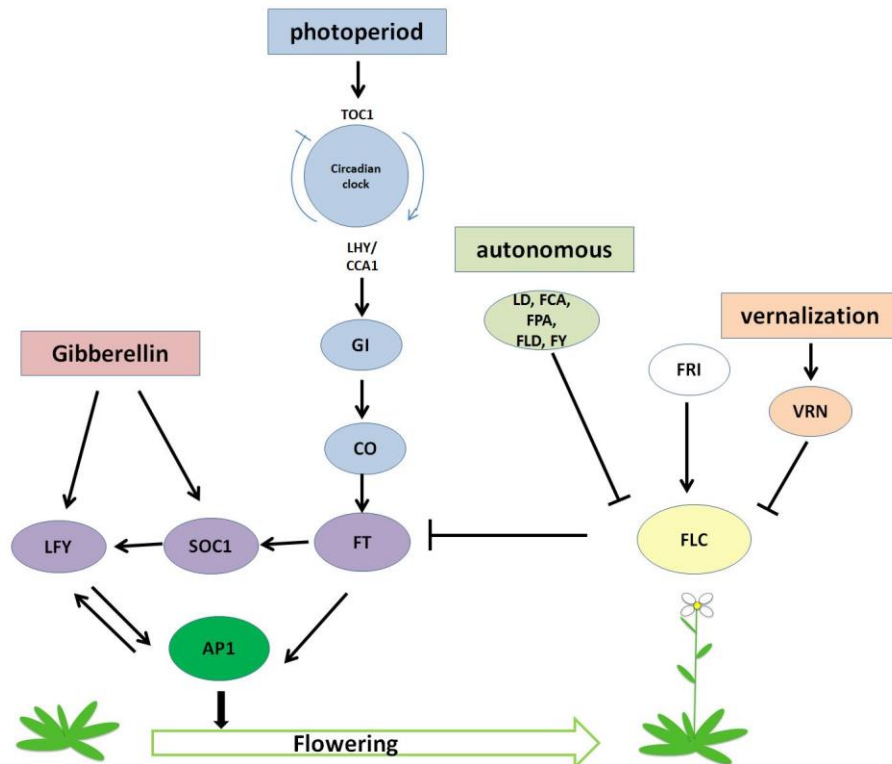 photoperiod
TOC1
Circadian
clock
LHY/
CCA1
autonomous
LD, FCA,
FPA,
FLD, FY
vernalization
Gibberellin
GI
FRI
VRN
CO
LFY
SOC1
FT
FLC
AP1
Flowering